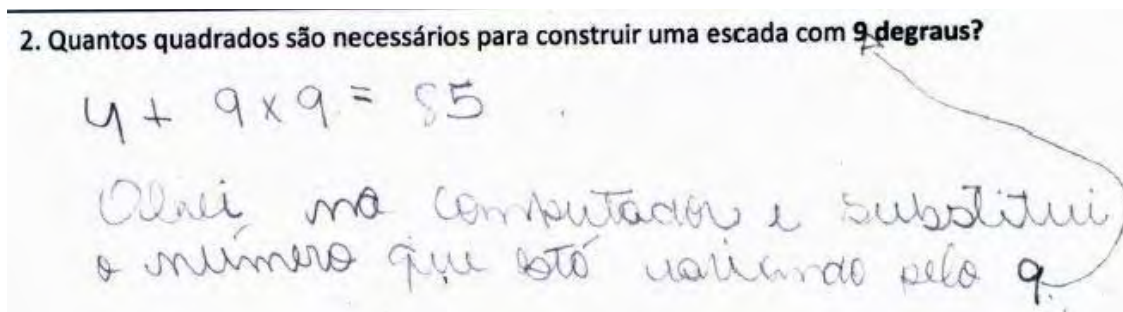 2. Quantos quadrados são necessários para construir uma escada com 9 degraus?
4 + 9 x 9 = 85
Olhei no computador e substitui
o número que está variando pelo 9.